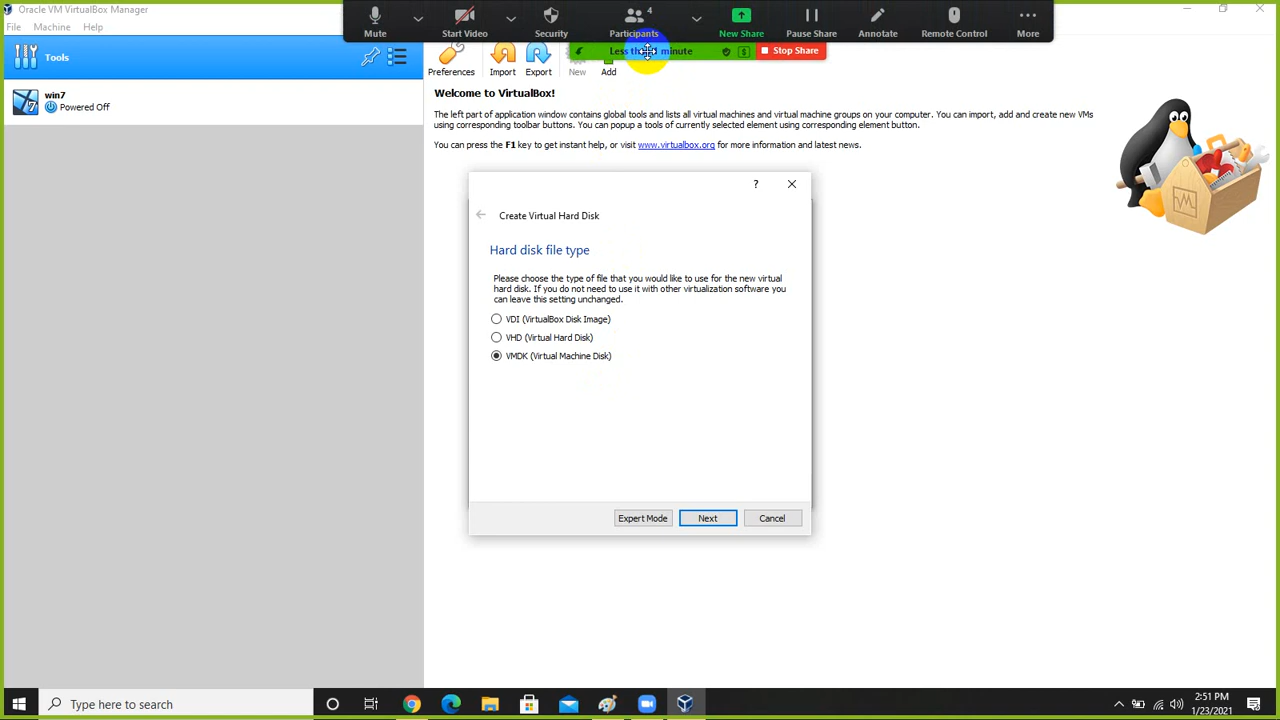 Oracle VM VirtualBox Manager
File Machine Help
Mute Start Video Security Participants 4 New Share Pause Share Annotate Remote Control More
Less minute $ Stop Share
Tools
Preferences Import Export New Add
win7
Powered Off
Welcome to VirtualBox!
The left part of application window contains global tools and lists all virtual machines and virtual machine groups on your computer. You can import, add and create new VMs
using corresponding toolbar buttons. You can popup a tools of currently selected element using corresponding element button.
You can press the F1 key to get instant help, or visit www.virtualbox.org for more information and latest news.
?
Create Virtual Hard Disk
Hard disk file type
Please choose the type of file that you would like to use for the new virtual
hard disk. If you do not need to use it with other virtualization software you
can leave this setting unchanged.
VDI (VirtualBox Disk Image)
VHD (Virtual Hard Disk)
VMDK (Virtual Machine Disk)
Expert Mode Next Cancel
Type here to search
2:51 PM
1/23/2021